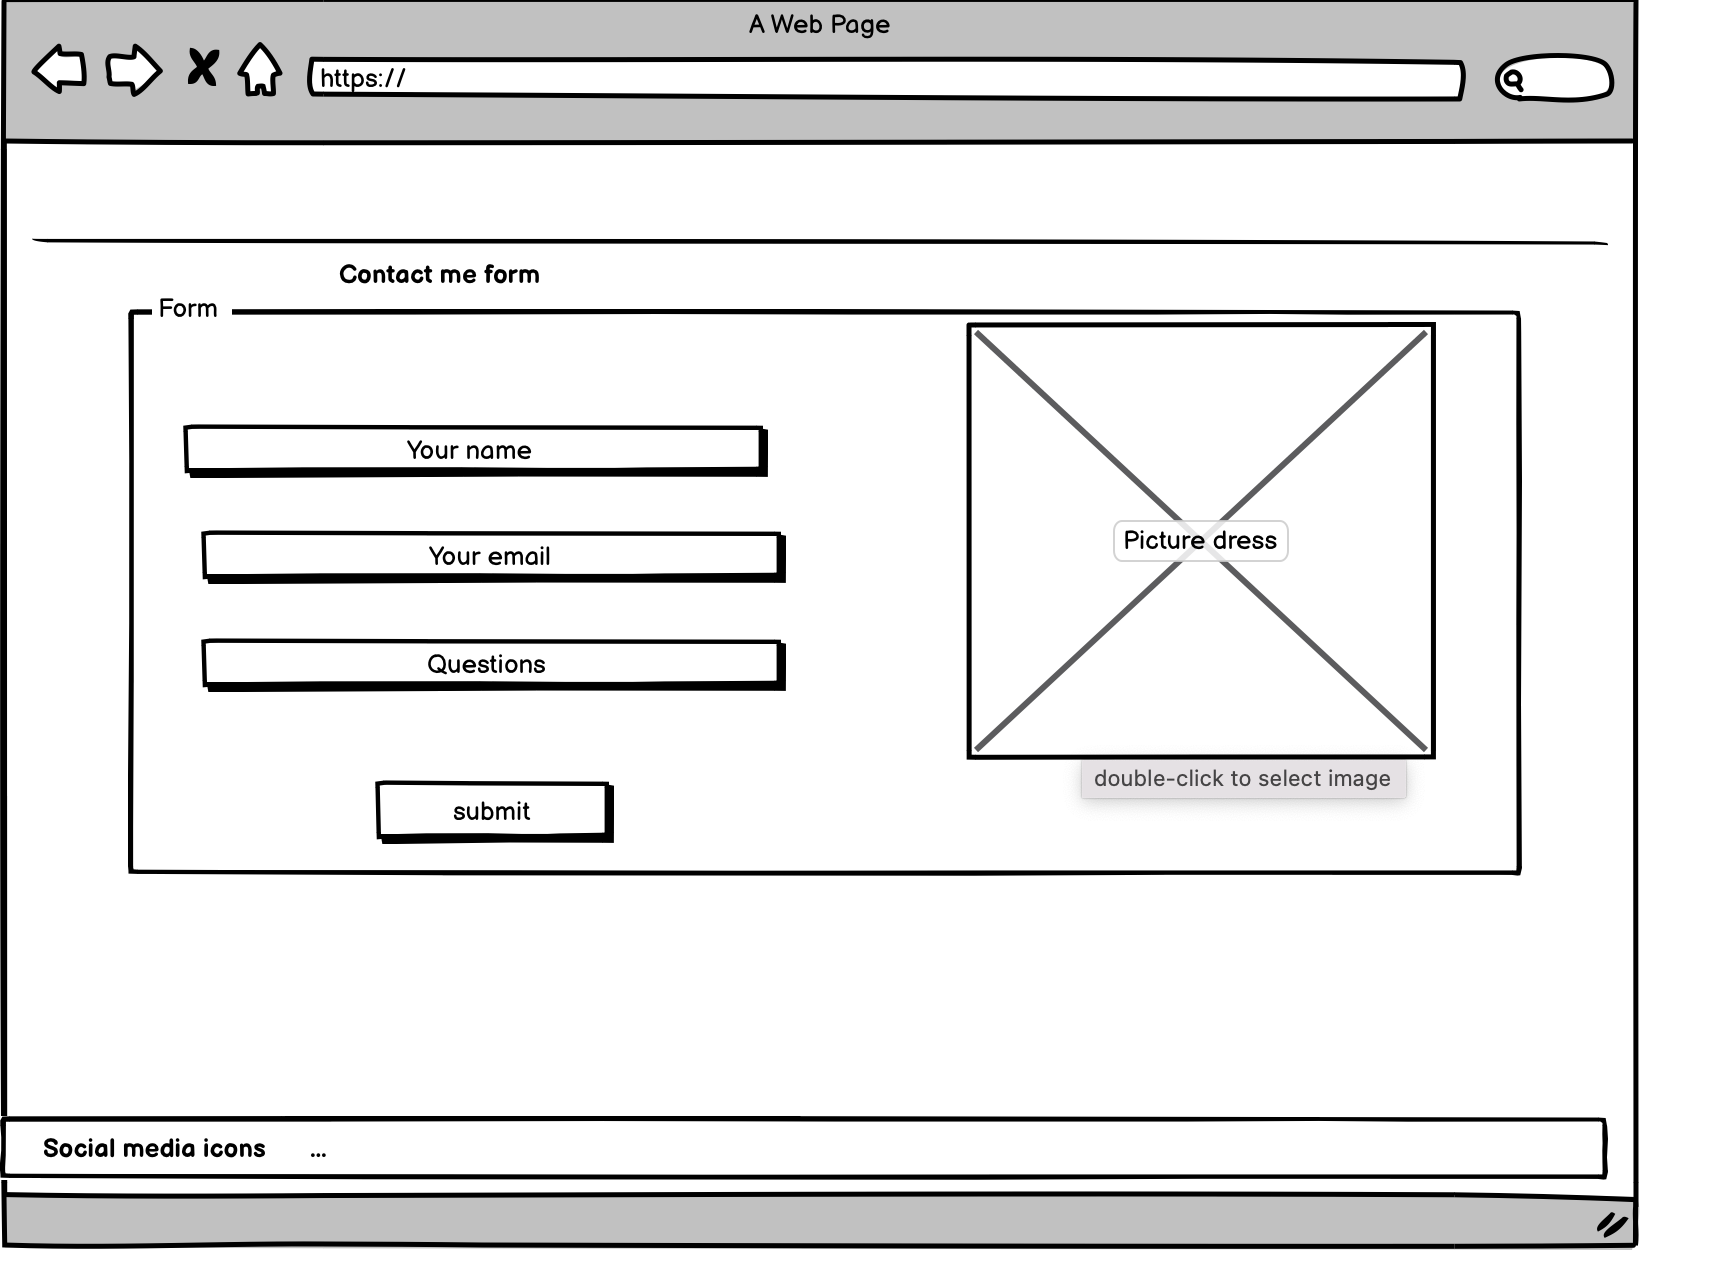 A Web Page
https://
Contact me form
Form
Your name
Your email
Questions
submit
Picture dress
double-click to select image
Social media icons ...